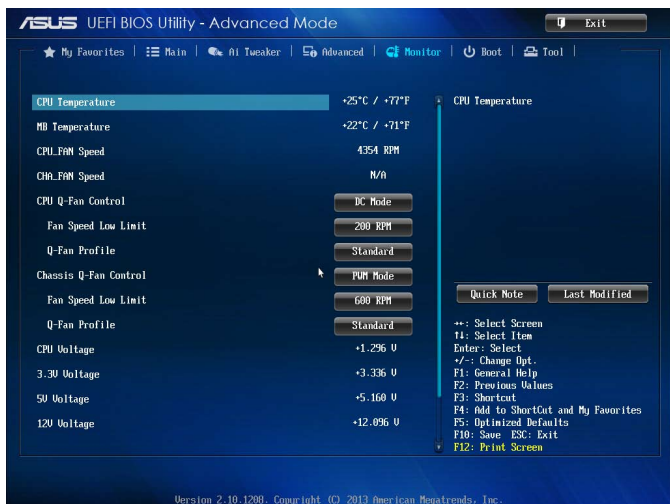 ASUS UEFI BIOS Utility - Advanced Mode
Exit
My Favorites | Main | Ai Tweaker | Advanced | Monitor | Boot | Tool |
CPU Temperature +25°C / +77°F
CPU Temperature
MB Temperature +22°C / +71°F
CPU_FAN Speed 4354 RPM
CHA_FAN Speed N/A
CPU Q-Fan Control DC Mode
Fan Speed Low Limit 200 RPM
Q-Fan Profile Standard
Chassis Q-Fan Control PWM Mode
Fan Speed Low Limit 600 RPM
Q-Fan Profile Standard
CPU Voltage +1.296 V
3.3V Voltage +3.336 V
5V Voltage +5.160 V
12V Voltage +12.096 V
Quick Note Last Modified
→←: Select Screen
↑↓: Select Item
Enter: Select
+/-: Change Opt.
F1: General Help
F2: Previous Values
F3: Shortcut
F4: Add to ShortCut and My Favorites
F5: Optimized Defaults
F10: Save ESC: Exit
F12: Print Screen
Version 2.10.1208. Copyright (C) 2013 American Megatrends, Inc.